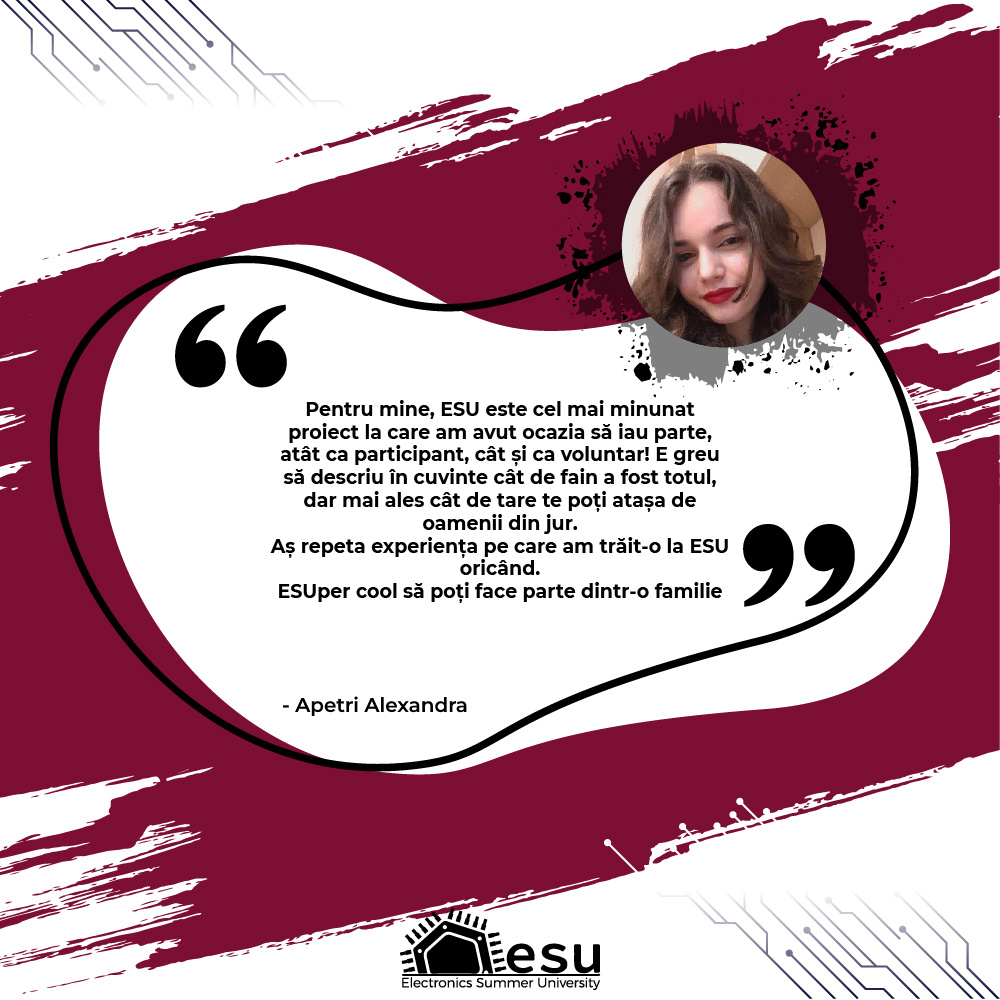 “
Pentru mine, ESU este cel mai minunat
proiect la care am avut ocazia să iau parte,
atât ca participant, cât și ca voluntar! E greu
să descriu în cuvinte cât de fain a fost totul,
dar mai ales cât de tare te poți atașa de
oamenii din jur.
Aș repeta experiența pe care am trăit-o la ESU
oricând.
ESUper cool să poți face parte dintr-o familie
”
- Apetri Alexandra
esu
Electronics Summer University